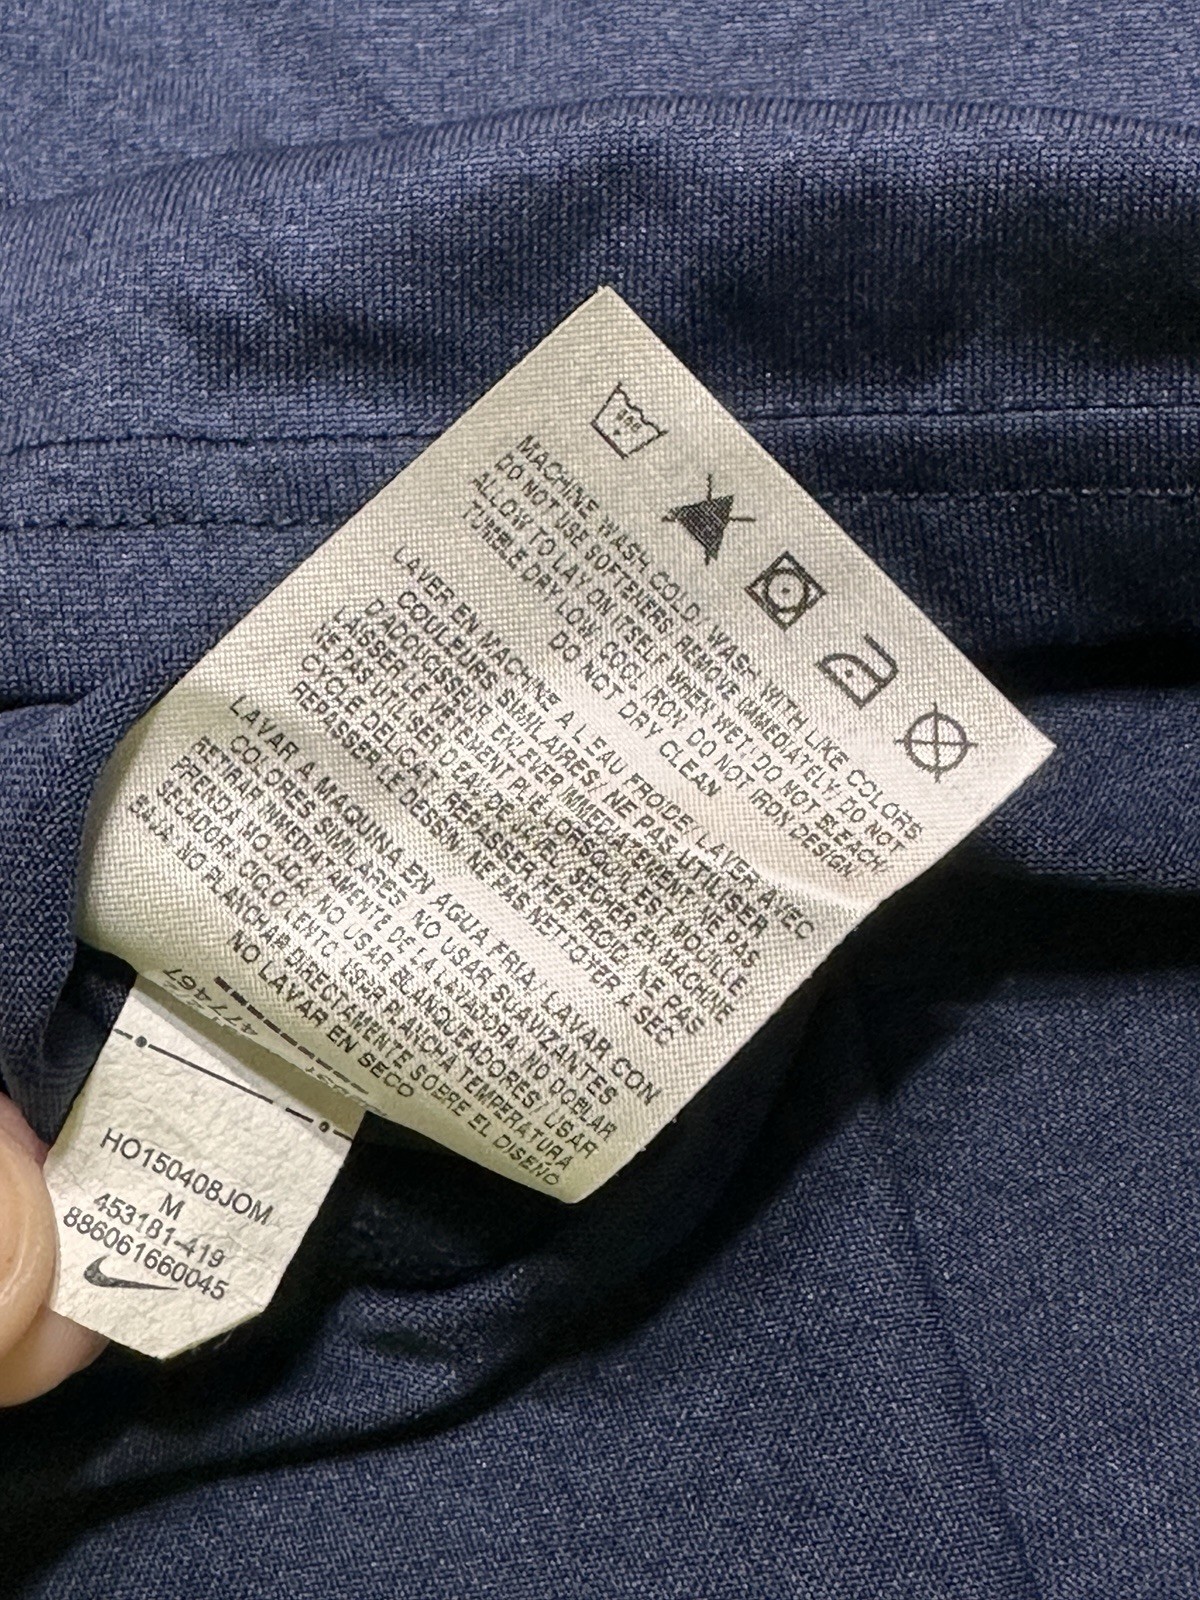 MACHINE WASH COLD/ WASH WITH LIKE COLORS
DO NOT USE SOFTENERS/ REMOVE IMMEDIATELY/ DO NOT
ALLOW TO LAY ON ITSELF WHEN WET/ DO NOT BLEACH/
TUMBLE DRY LOW/ COOL IRON/ DO NOT IRON DESIGN/
DO NOT DRY CLEAN
LAVER EN MACHINE A L'EAU FROIDE/ LAVER AVEC
COULEURS SIMILAIRES/ NE PAS UTILISER
D'ADOUCISSEUR/ ENLEVER IMMEDIATEMENT/ NE PAS
LAISSER LE VETEMENT PLIE LORSQU'IL EST MOUILLE
NE PAS UTILISER D'EAU DE JAVEL/ SECHER EN MACHINE
CYCLE DELICAT/ REPASSER FER FROID/ NE PAS
REPASSER LE DESSIN/ NE PAS NETTOYER A SEC
LAVAR A MAQUINA EN AGUA FRIA/ LAVAR CON
COLORES SIMILARES/ NO USAR SUAVIZANTES
RETIRAR INMEDIATAMENTE DE LA LAVADORA/ NO DOBLAR
PRENDA MOJADA/ NO USAR BLANQUEADORES/ USAR
SECADORA CICLO LENTO/ USAR PLANCHA TEMPERATURA
BAJA/ NO PLANCHAR DIRECTAMENTE SOBRE EL DISEÑO
NO LAVAR EN SECO
477467
HO150408JOM
M
453181-419
886061660045